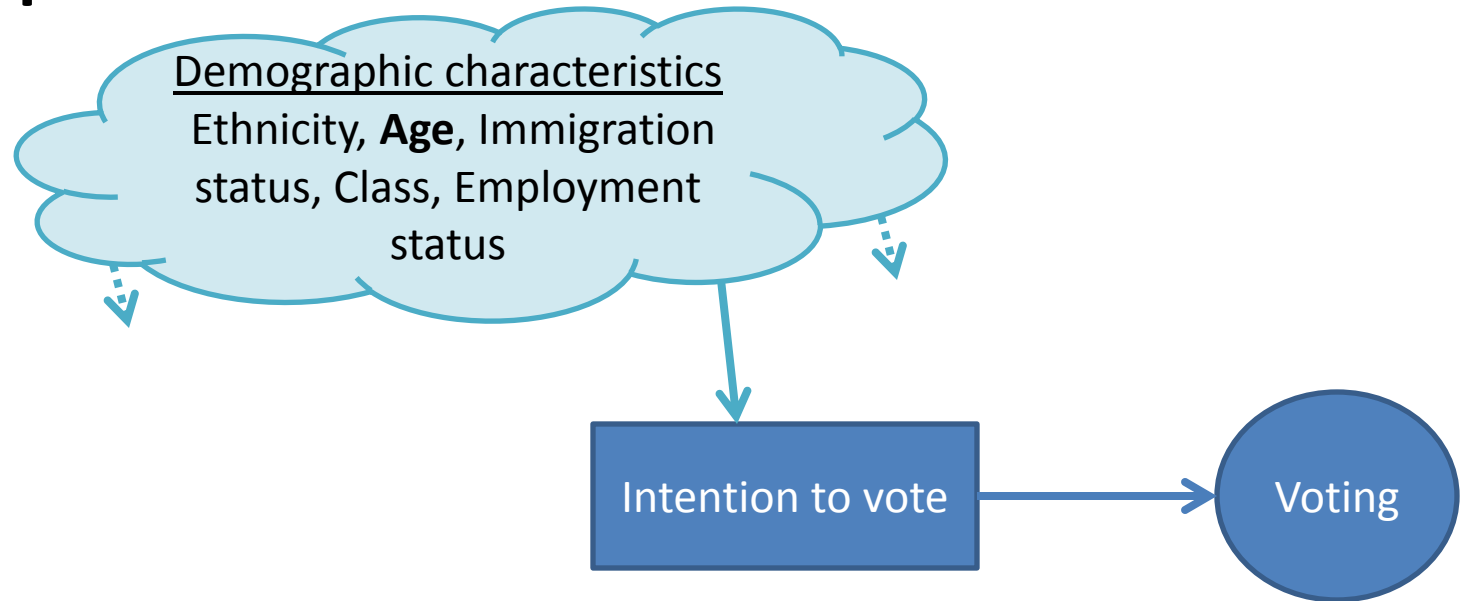 Demographic characteristics
Ethnicity, Age, Immigration
status, Class, Employment
status
Intention to vote
Voting